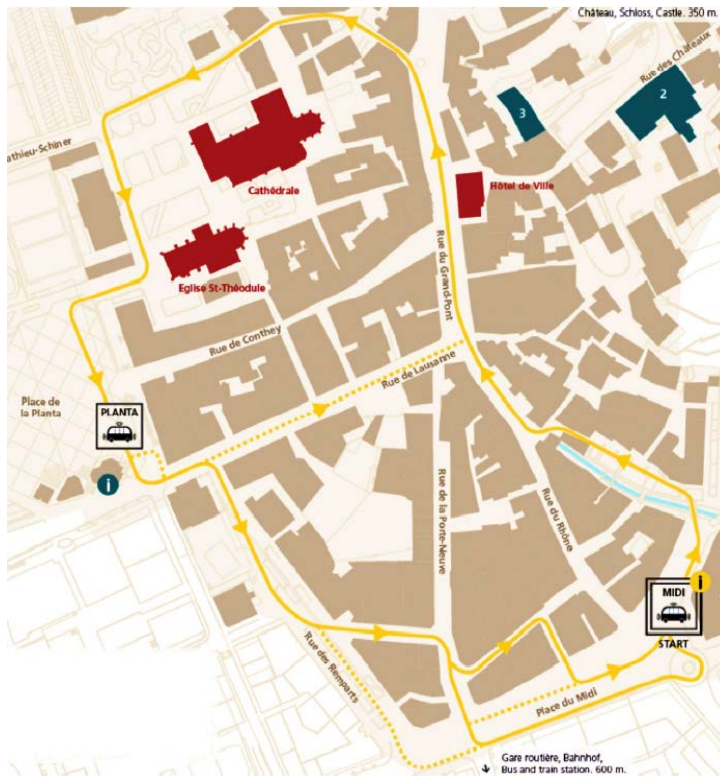 Château, Schloss, Castle. 350 m.
Rue des Châteaux
2
3
athieu-Schiner
Cathédrale
Hôtel de Ville
Eglise St-Théodule
Rue du Grand-Pont
Rue de Conthey
Rue de Lausanne
Place de
la Planta
PLANTA
i
Rue de la Porte-Neuve
Rue du Rhône
i
MIDI
START
Rue des Remparts
Place du Midi
Gare routière, Bahnhof,
Bus and train station. 600 m.